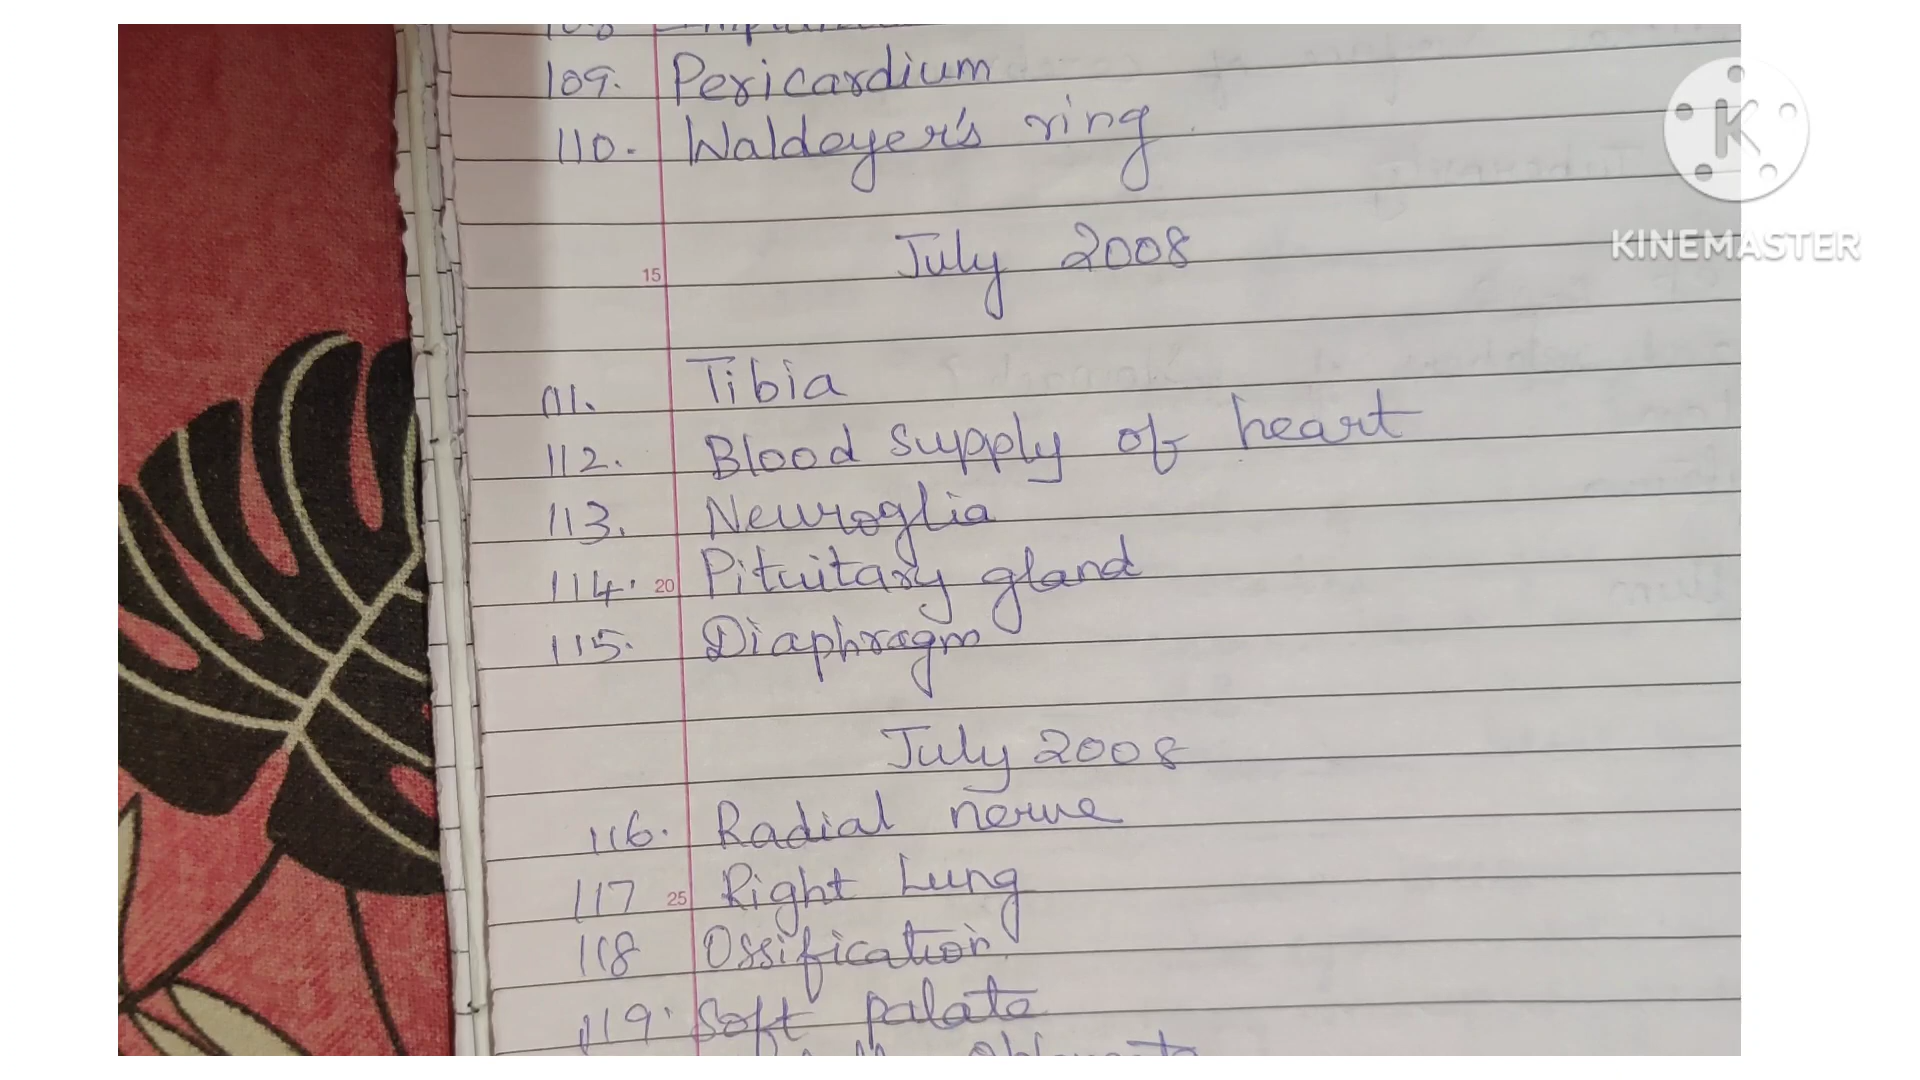 109. Pericardium
110. Waldeyer's ring
K
KINEMASTER
July 2008
15
111. Tibia
112. Blood supply of heart
113. Neuroglia
114. 20 Pituitary gland
115. Diaphragm
July 2008
116. Radial nerve
117 25 Right Lung
118 Ossification
119. Soft palate